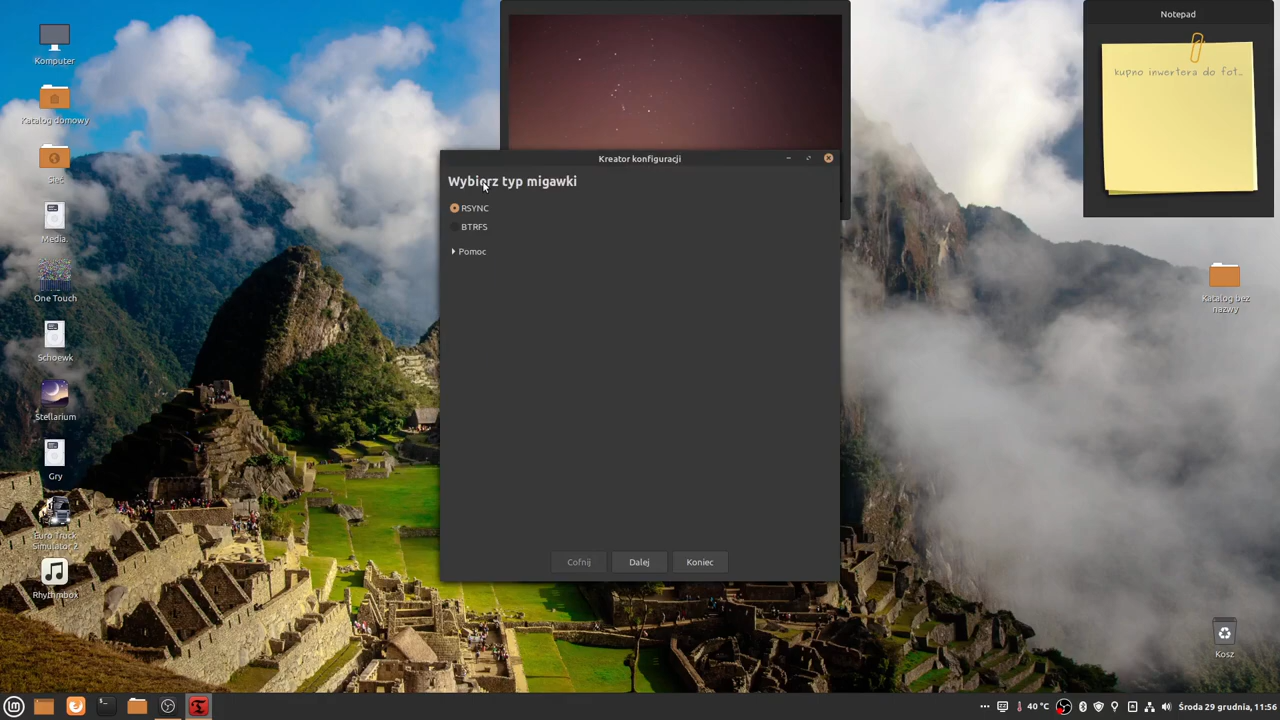 Komputer
Katalog domowy
Sieć
Media.
One Touch
Schoewk
Stellarium
Gry
Euro Truck
Simulator 2
Rhythmbox
Kreator konfiguracji
Wybierz typ migawki
RSYNC
BTRFS
Pomoc
Cofnij
Dalej
Koniec
Notepad
kupno inwertera do fot...
Katalog bez
nazwy
Kosz
40 °C
Środa 29 grudnia, 11:56